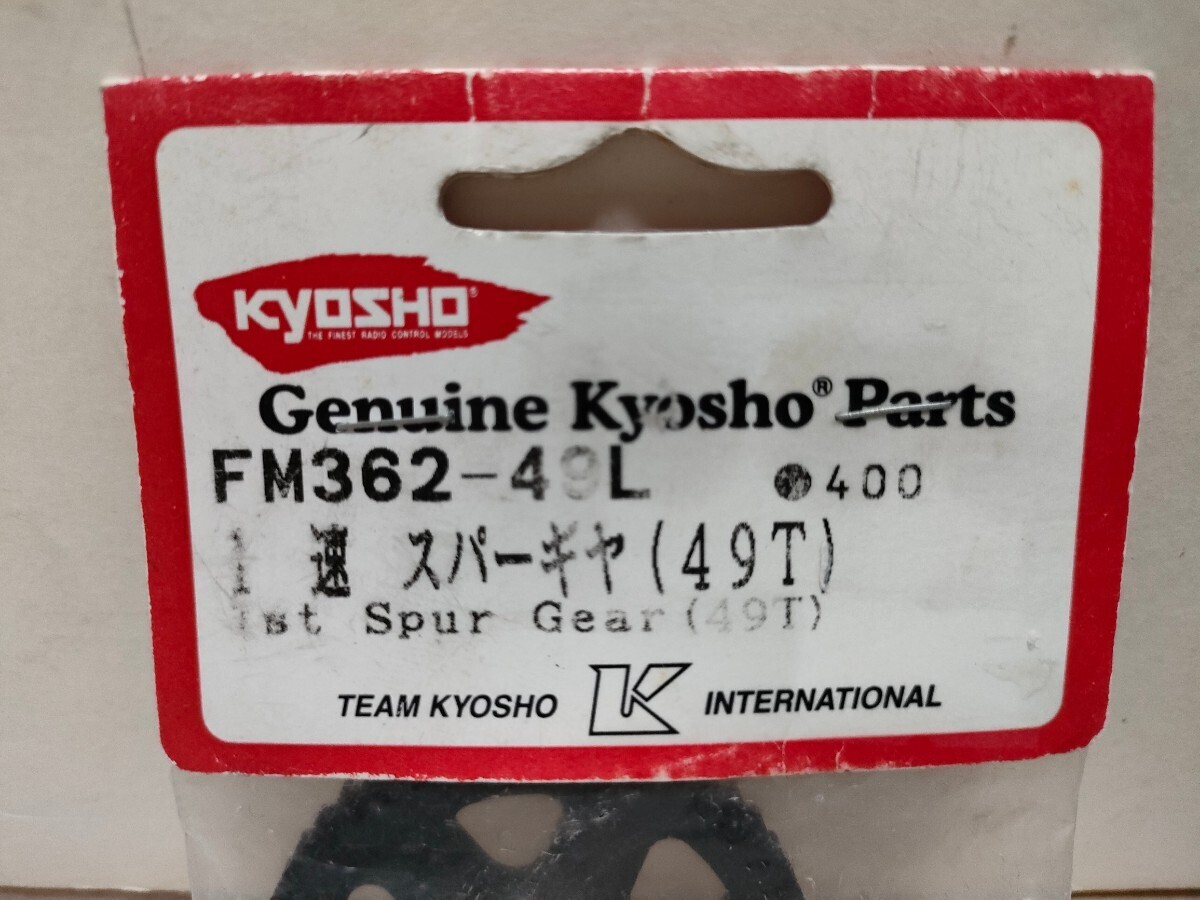 KYOSHO®
THE FINEST RADIO CONTROL MODELS
Genuine Kyosho® Parts
FM362-49L 400
1速 スパーギヤ(49T)
1st Spur Gear(49T)
TEAM KYOSHO K INTERNATIONAL